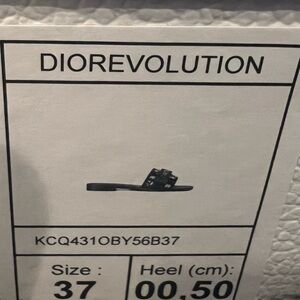 DIOREVOLUTION
KCQ431OBY56B37
Size : Heel (cm):
37 00,50